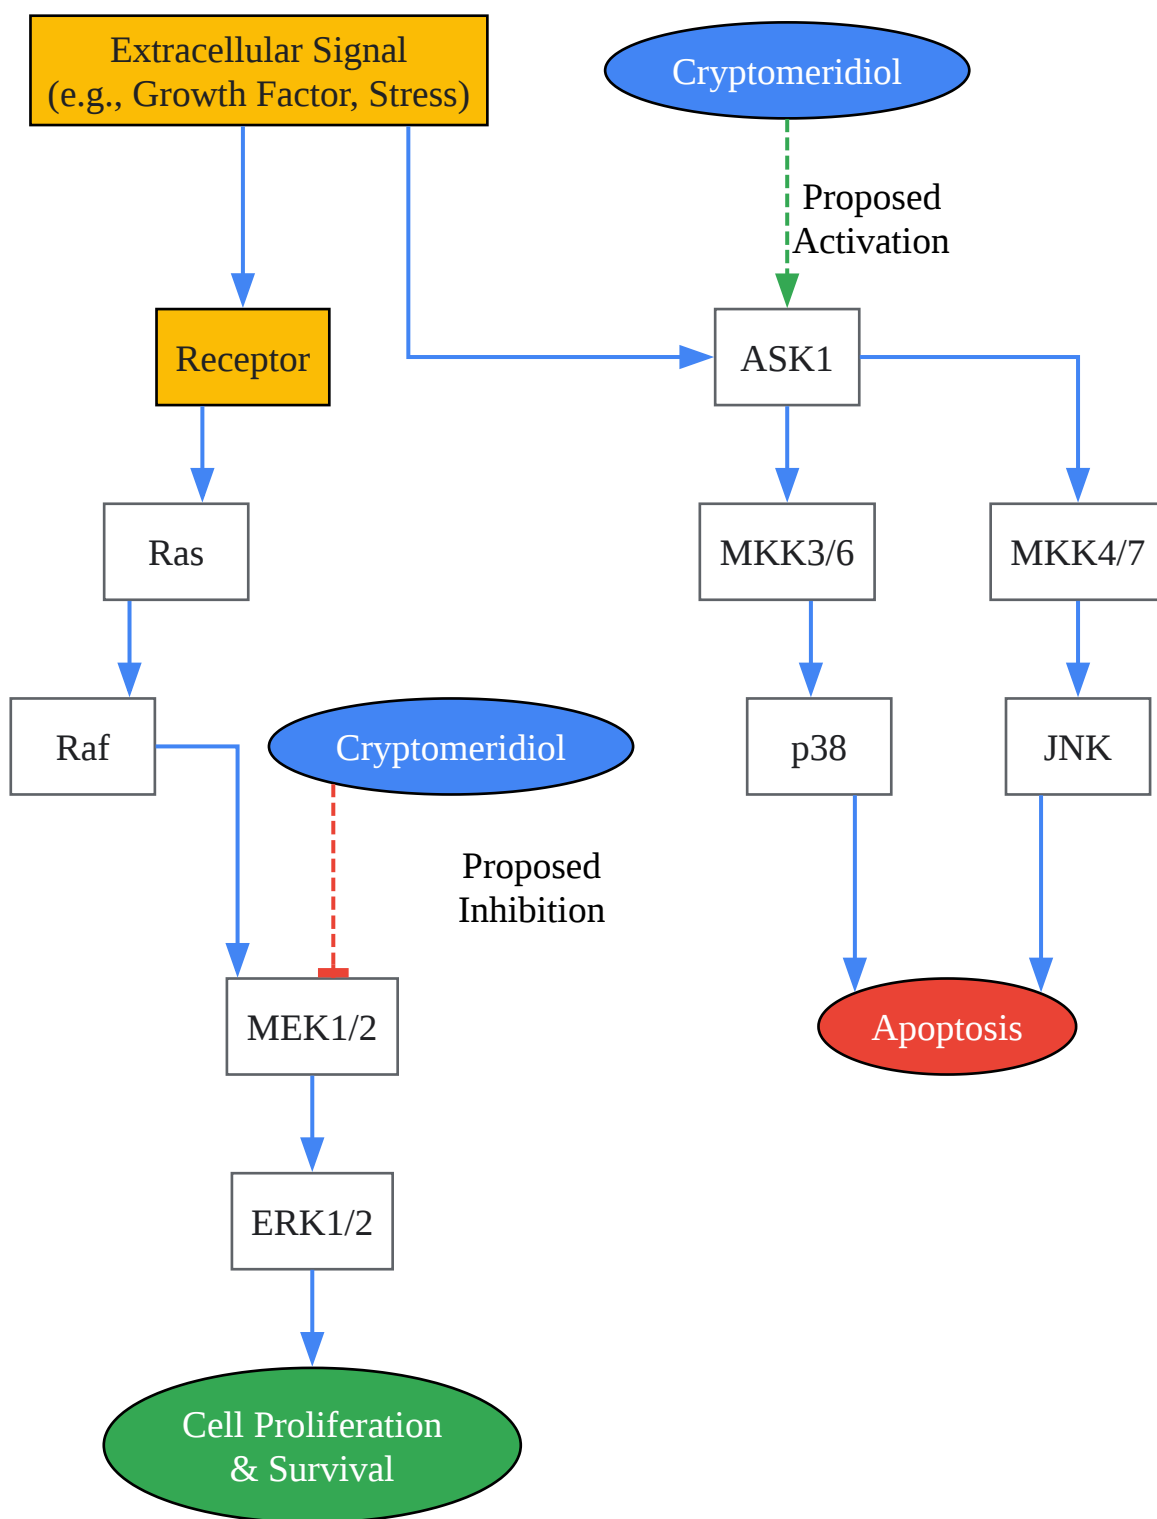 Extracellular Signal
(e.g., Growth Factor, Stress)
Cryptomeridiol
Proposed
Activation
Receptor
ASK1
Ras
MKK3/6
MKK4/7
Raf
Cryptomeridiol
p38
JNK
Proposed
Inhibition
MEK1/2
Apoptosis
ERK1/2
Cell Proliferation
& Survival